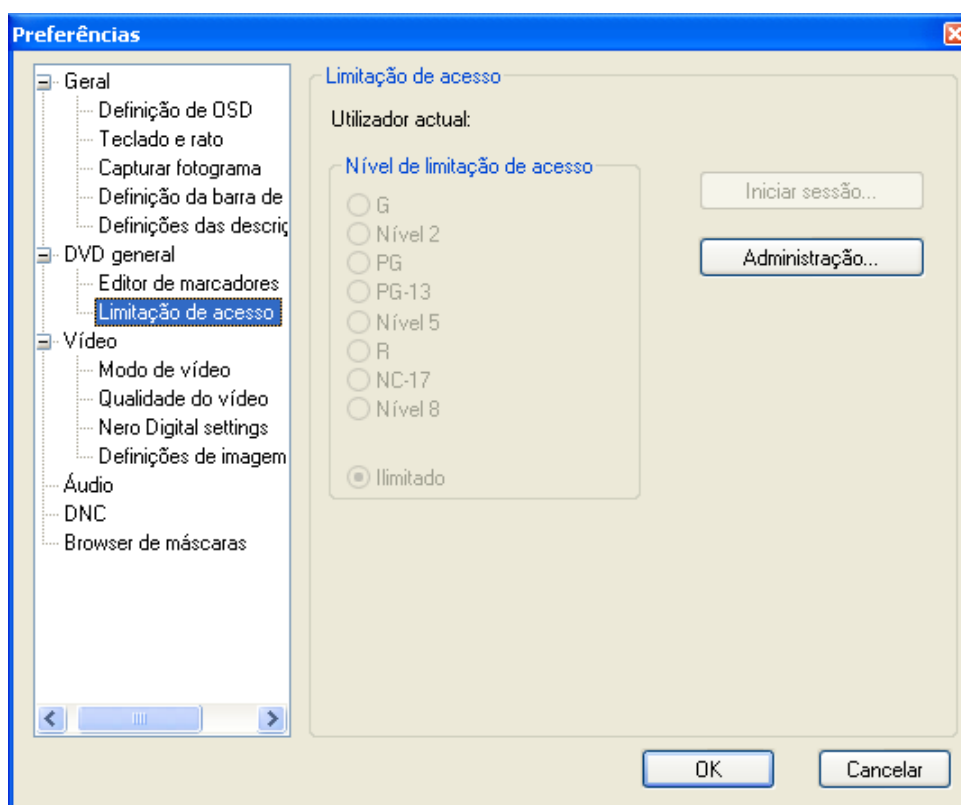 Preferências
Geral
Definição de OSD
Teclado e rato
Capturar fotograma
Definição da barra de
Definições das descriç
DVD general
Editor de marcadores
Limitação de acesso
Vídeo
Modo de vídeo
Qualidade do vídeo
Nero Digital settings
Definições de imagem
Áudio
DNC
Browser de máscaras
Limitação de acesso
Utilizador actual:
Nível de limitação de acesso
G
Nível 2
PG
PG-13
Nível 5
R
NC-17
Nível 8
Ilimitado
Iniciar sessão...
Administração...
OK
Cancelar